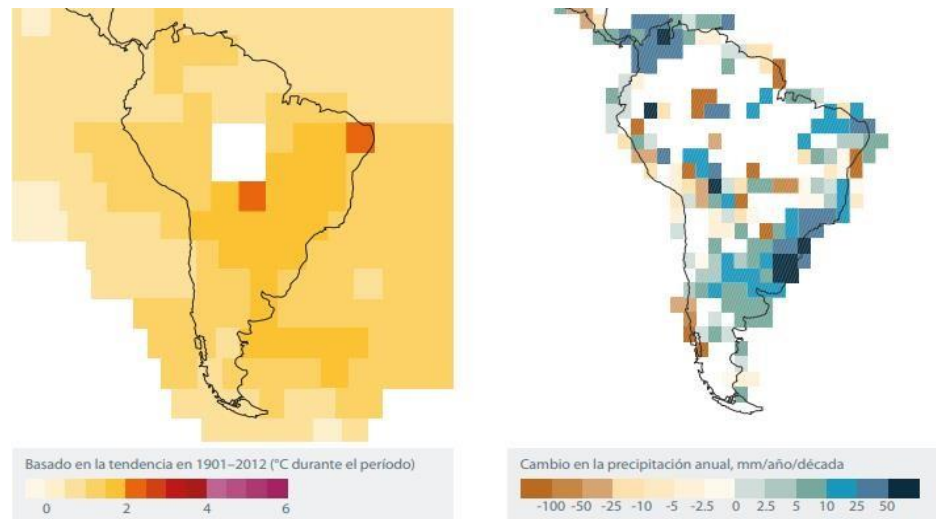 Basado en la tendencia en 1901–2012 (°C durante el período)
0 2 4 6
Cambio en la precipitación anual, mm/año/década
-100 -50 -25 -10 -5 -2.5 0 2.5 5 10 25 50